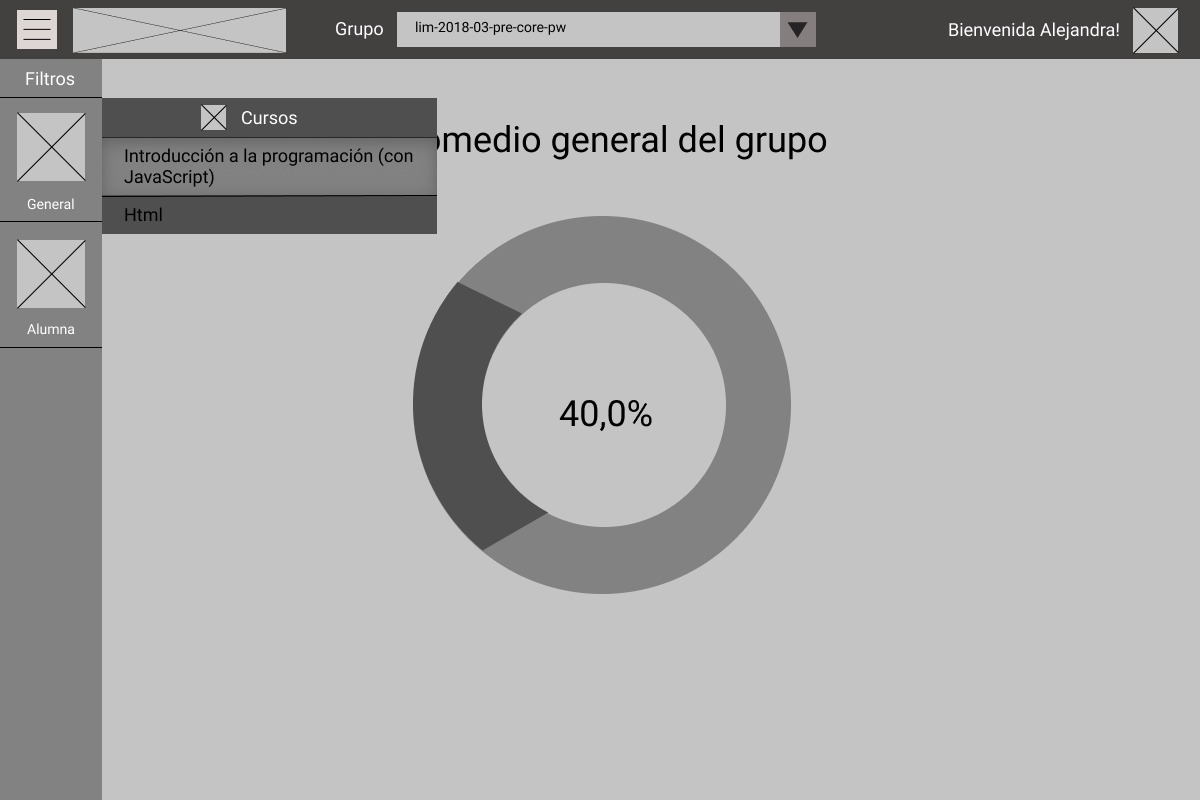 Grupo
lim-2018-03-pre-core-pw
Bienvenida Alejandra!
Filtros
General
Alumna
Cursos
Introducción a la programación (con
JavaScript)
Html
omedio general del grupo
40,0%